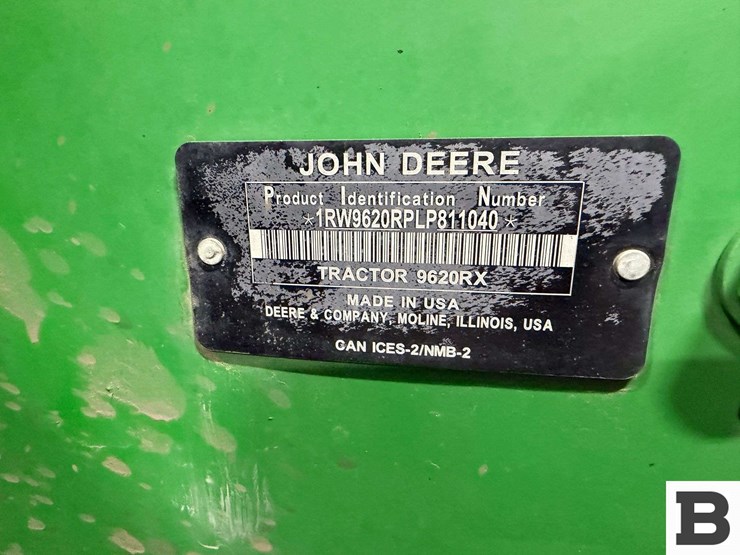 JOHN DEERE
Product Identification Number
*1RW9620RPLP811040*
TRACTOR 9620RX
MADE IN USA
DEERE & COMPANY, MOLINE, ILLINOIS, USA
CAN ICES-2/NMB-2
B